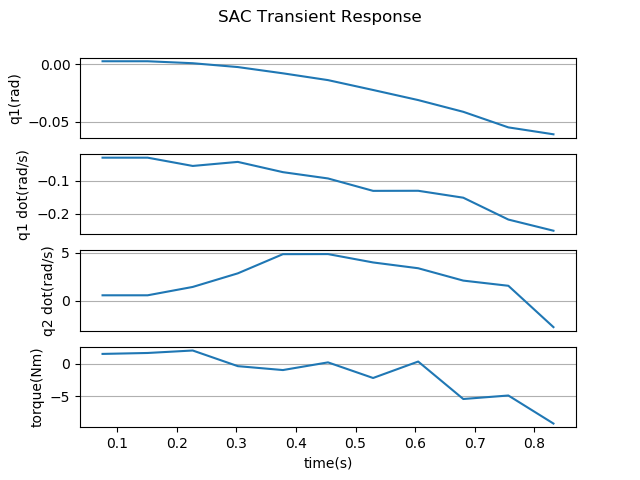 SAC Transient Response
q1(rad)
0.00
−0.05
q1 dot(rad/s)
−0.1
−0.2
q2 dot(rad/s)
5
0
torque(Nm)
0
−5
0.1 0.2 0.3 0.4 0.5 0.6 0.7 0.8
time(s)